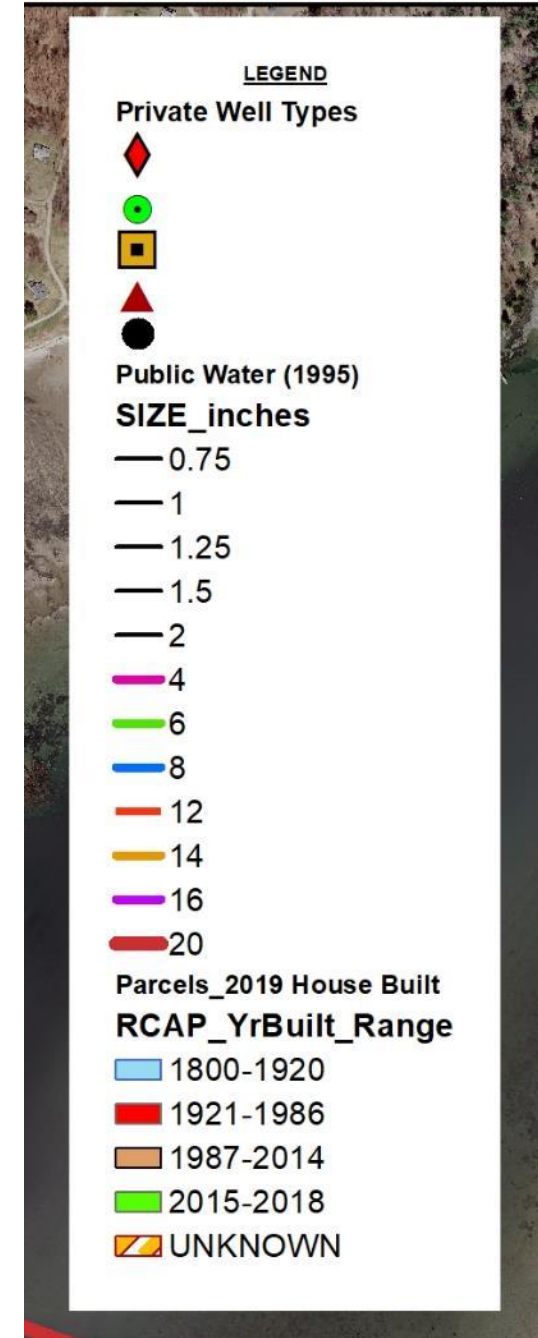 LEGEND
Private Well Types
Public Water (1995)
SIZE_inches
0.75
1
1.25
1.5
2
4
6
8
12
14
16
20
Parcels_2019 House Built
RCAP_YrBuilt_Range
1800-1920
1921-1986
1987-2014
2015-2018
UNKNOWN